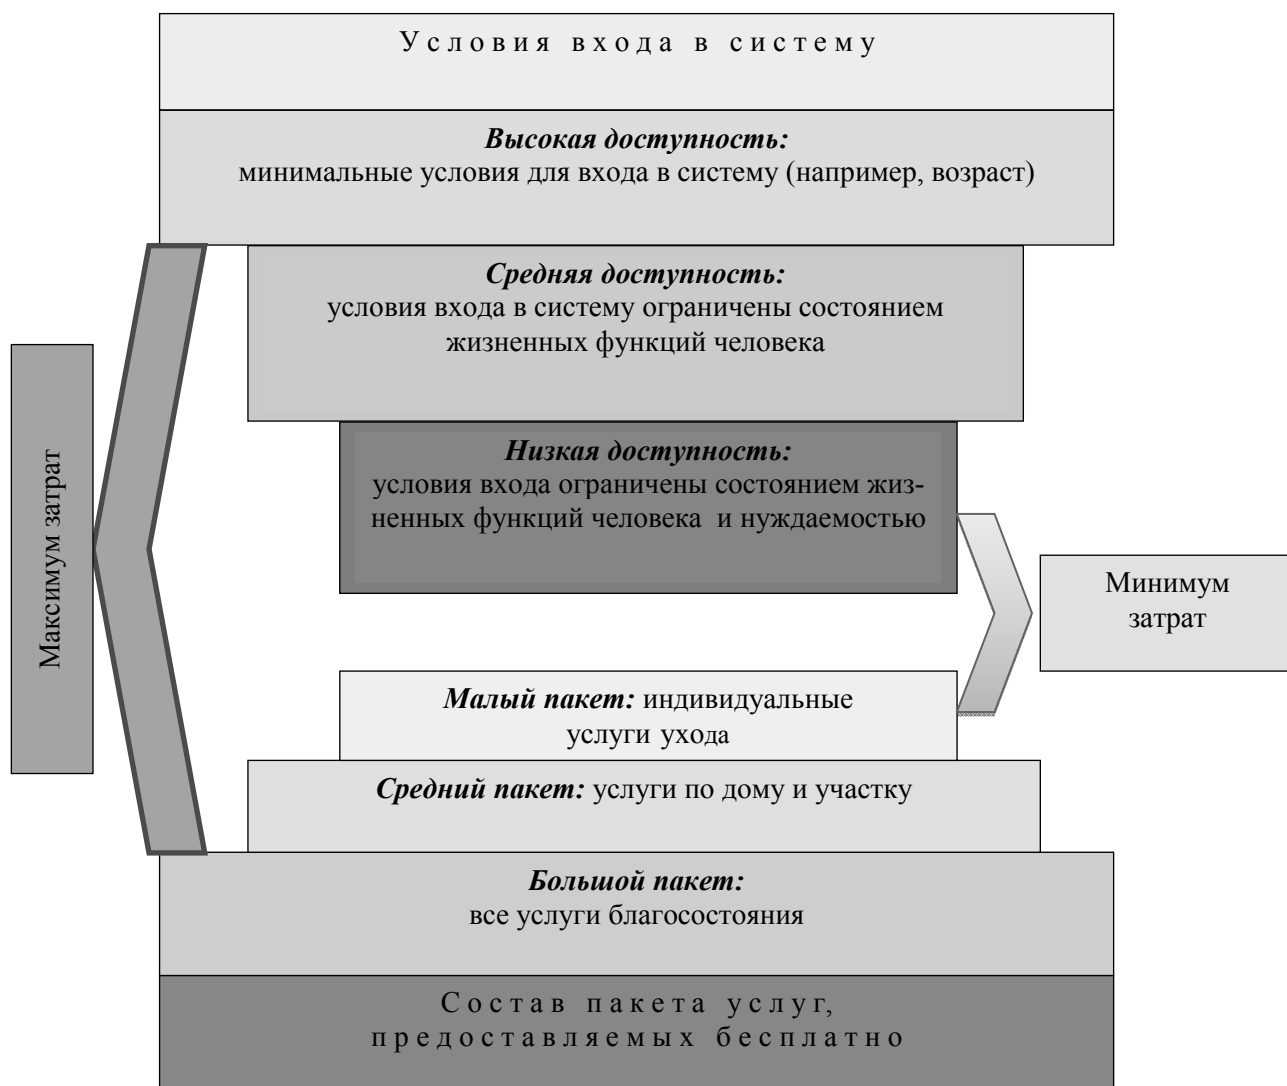 Условия входа в систему
Высокая доступность:
минимальные условия для входа в систему (например, возраст)
Средняя доступность:
условия входа в систему ограничены состоянием
жизненных функций человека
Низкая доступность:
условия входа ограничены состоянием жиз-
ненных функций человека и нуждаемостью
Максимум затрат
Минимум
затрат
Малый пакет: индивидуальные
услуги ухода
Средний пакет: услуги по дому и участку
Большой пакет:
все услуги благосостояния
Состав пакета услуг,
предоставляемых бесплатно